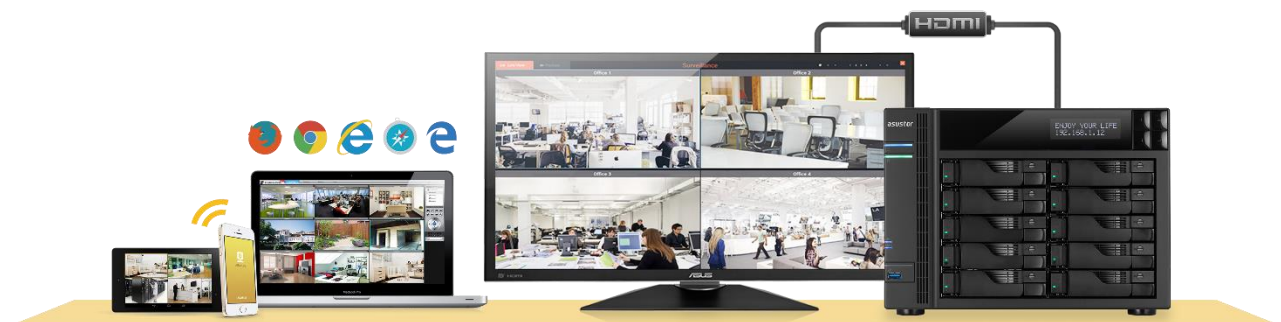 HDMI
Surveillance
Office 1
Office 2
Office 3
Office 4
ASUS
asustor
ENJOY YOUR LIFE
192.168.1.12